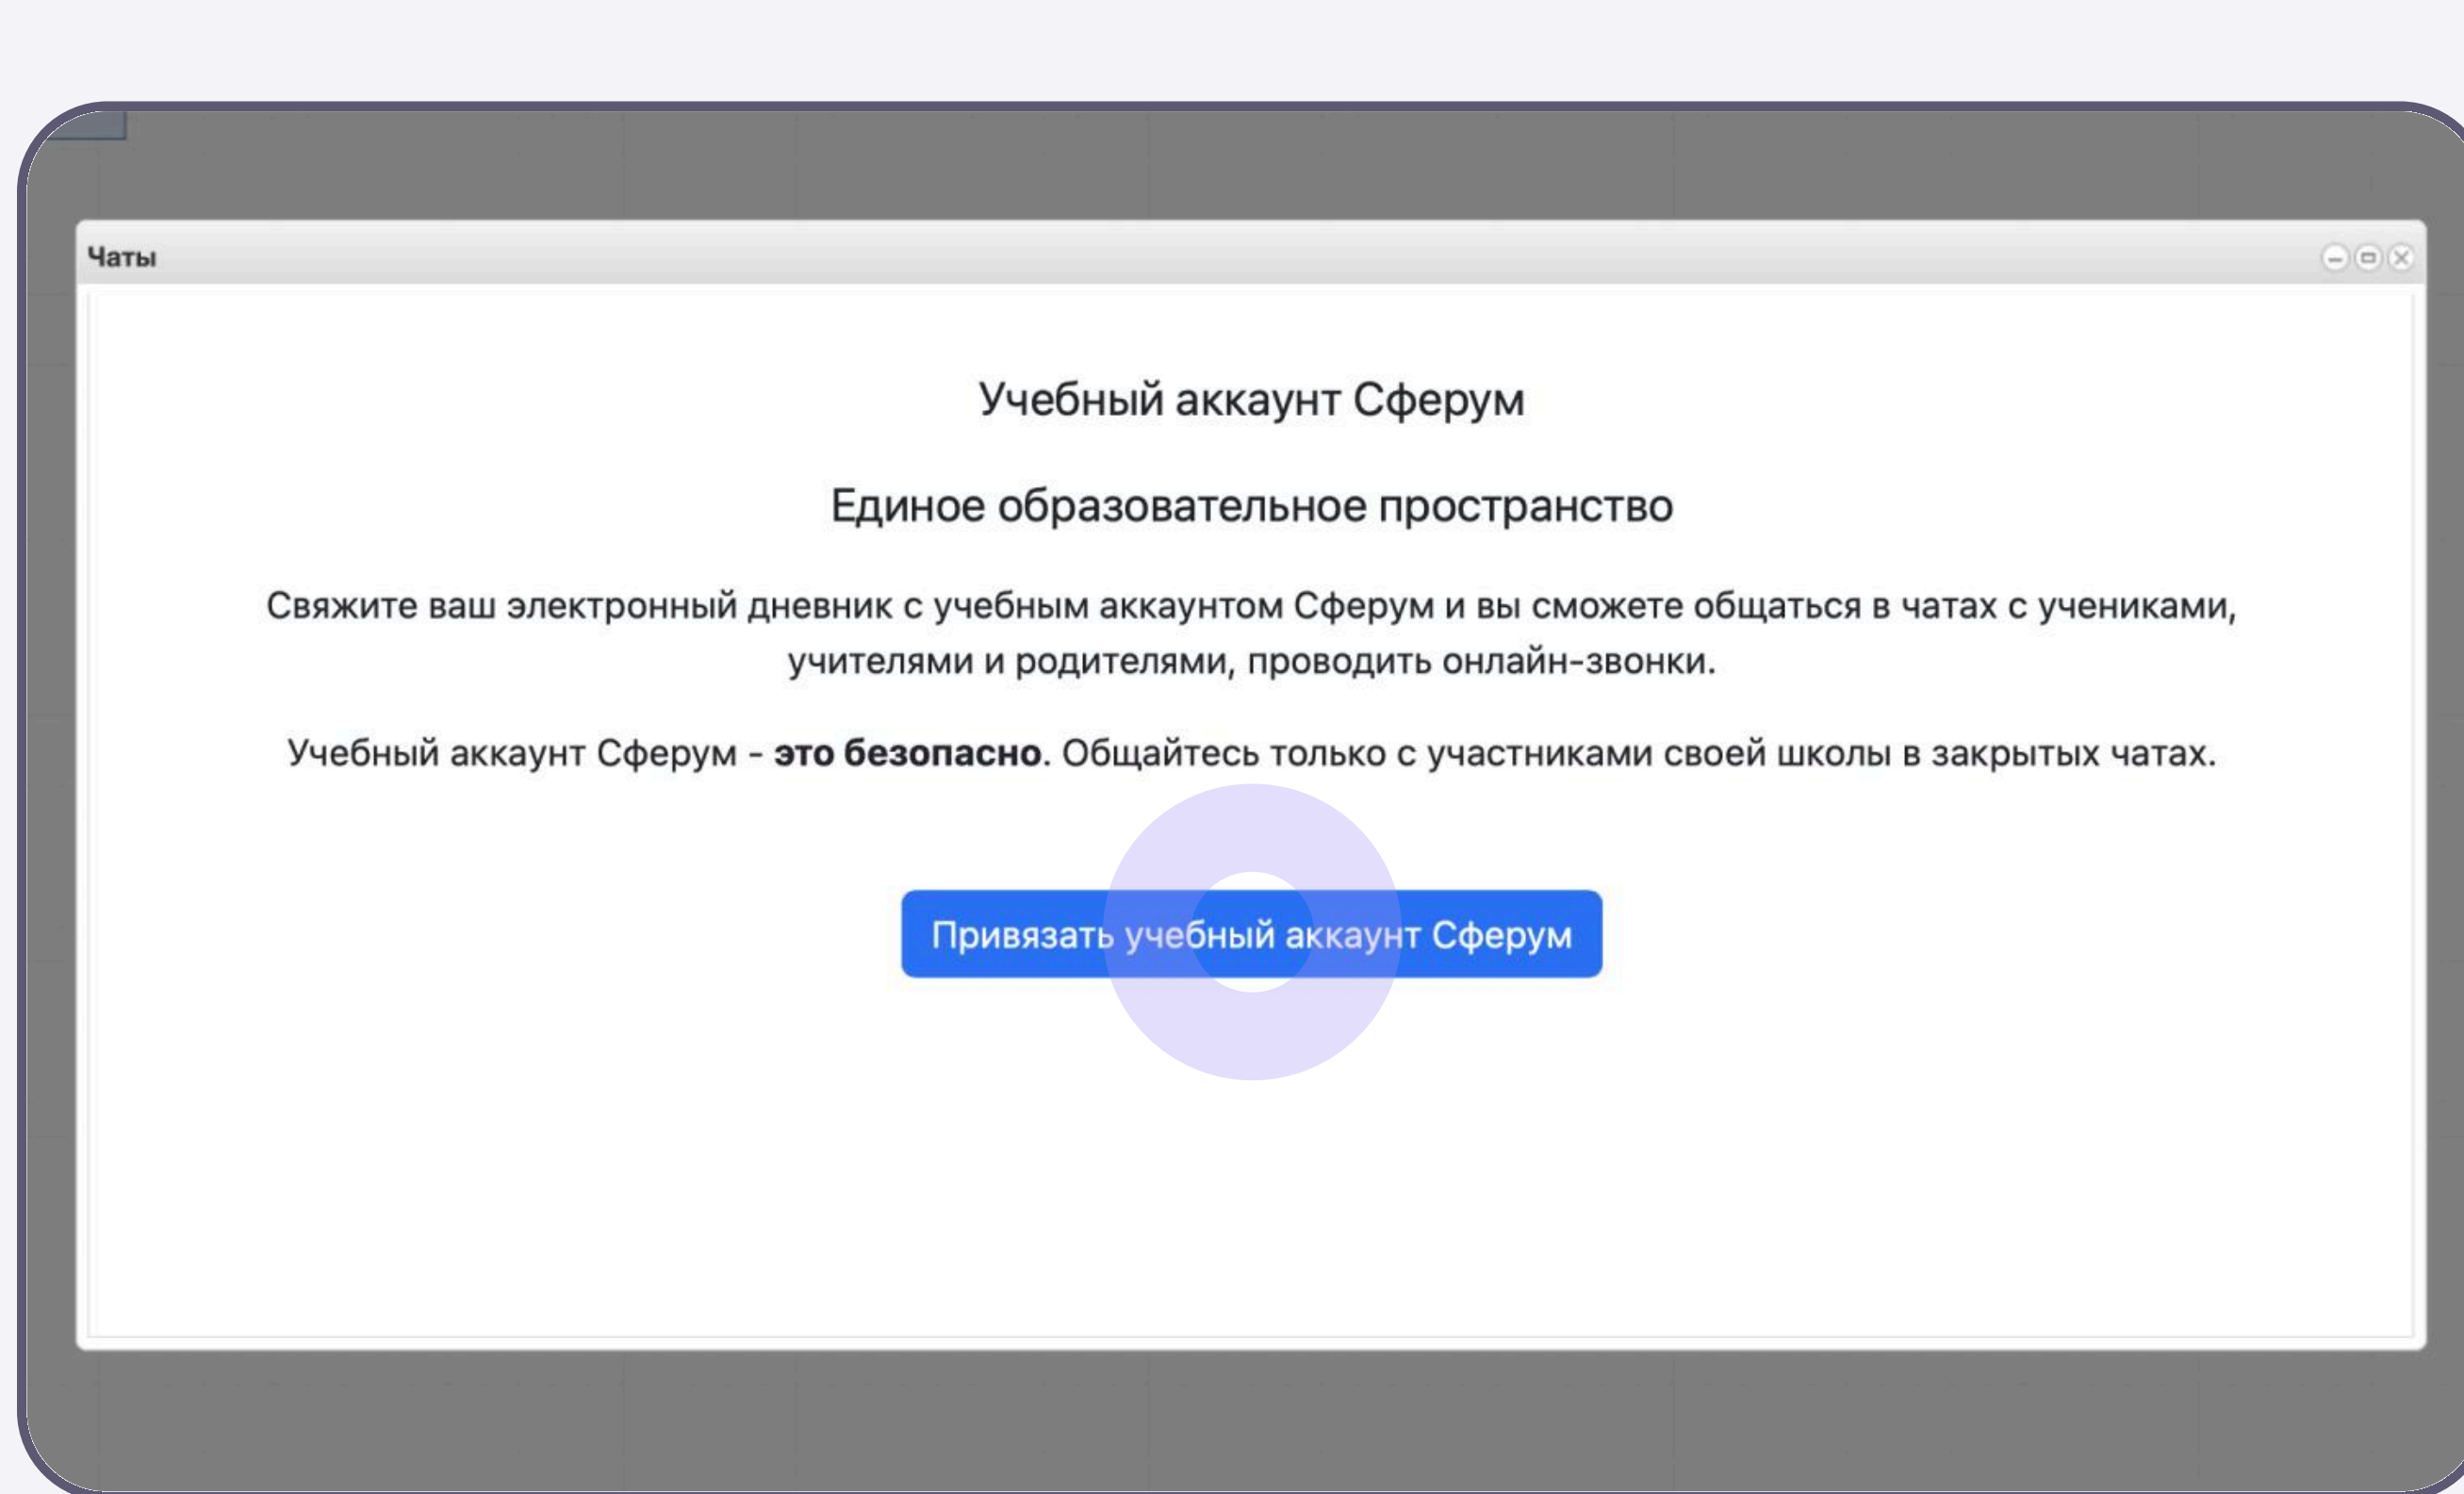 Чаты
Учебный аккаунт Сферум
Единое образовательное пространство
Свяжите ваш электронный дневник с учебным аккаунтом Сферум и вы сможете общаться в чатах с учениками,
учителями и родителями, проводить онлайн-звонки.
Учебный аккаунт Сферум - это безопасно. Общайтесь только с участниками своей школы в закрытых чатах.
Привязать учебный аккаунт Сферум